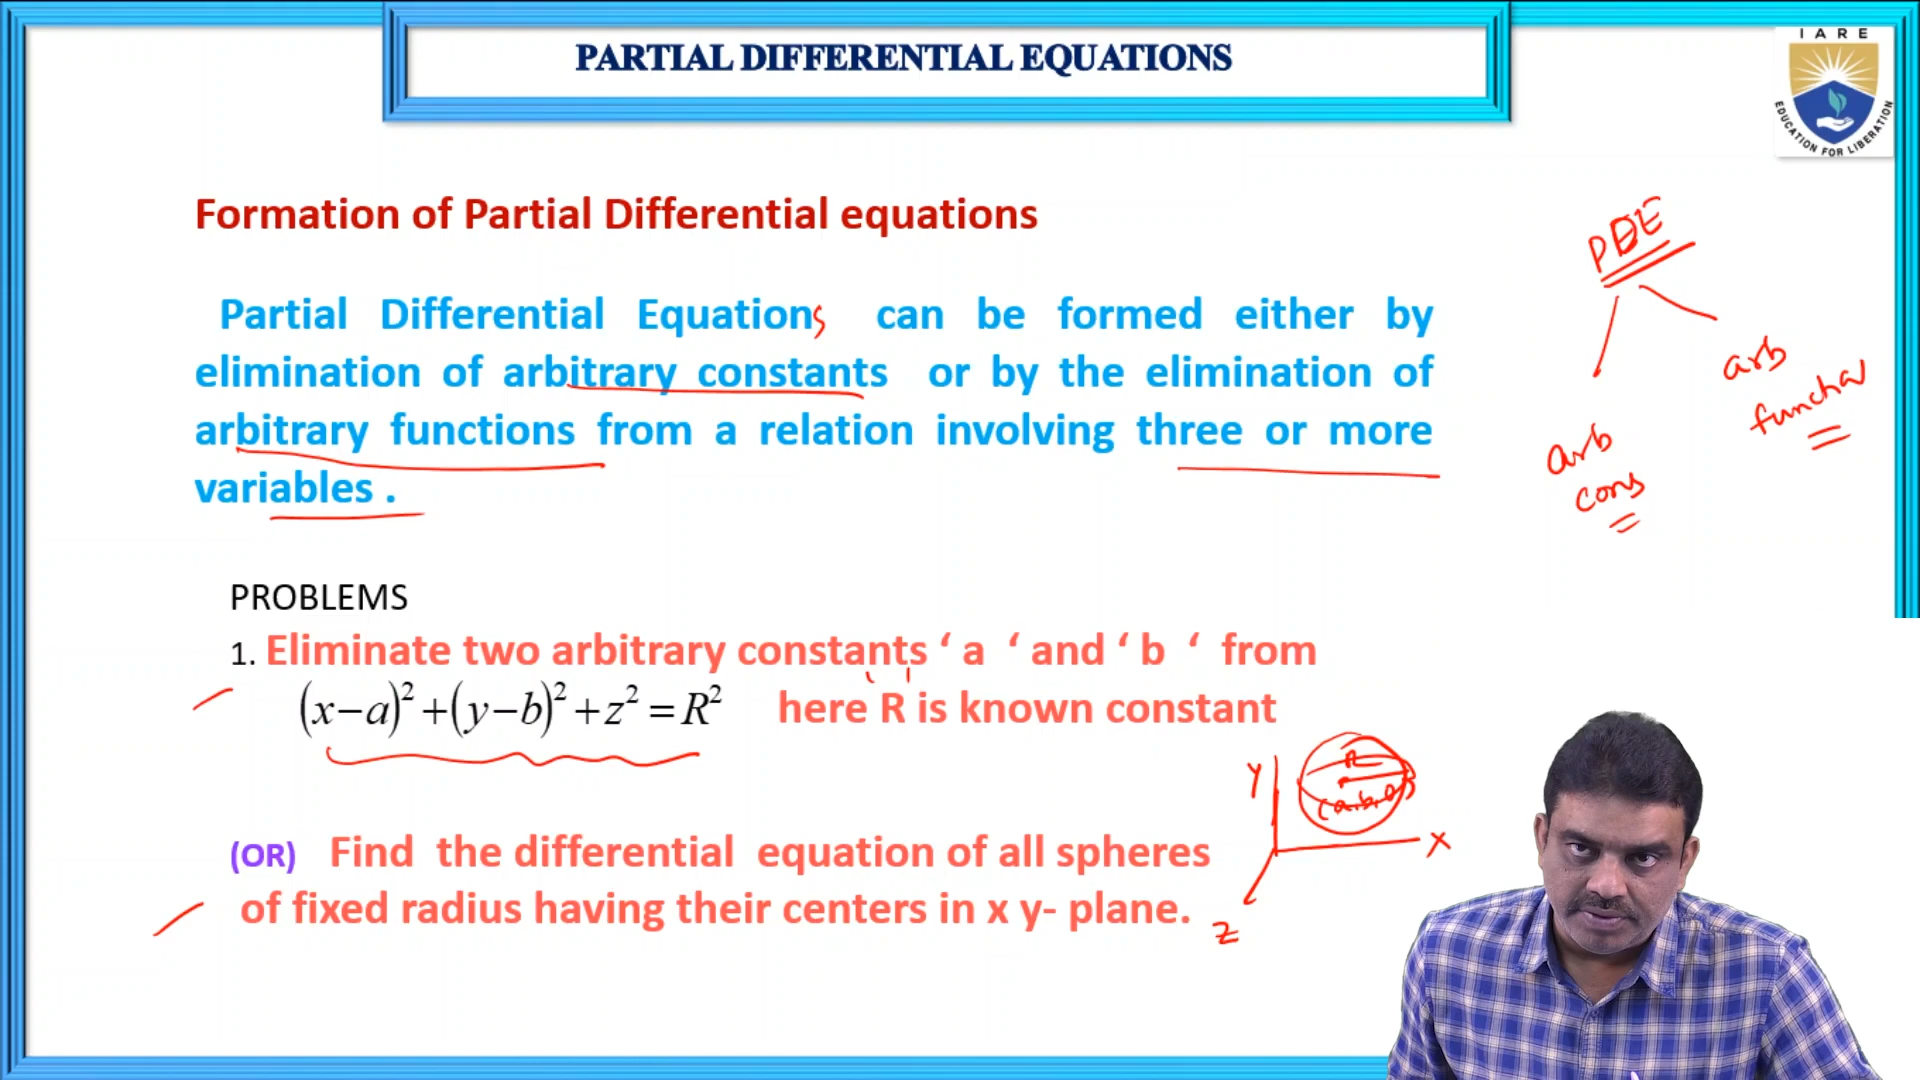 PARTIAL DIFFERENTIAL EQUATIONS
IARE
EDUCATION FOR LIBERATION
Formation of Partial Differential equations
Partial Differential Equations can be formed either by
elimination of arbitrary constants or by the elimination of
arbitrary functions from a relation involving three or more
variables .
PDE
arb
cons
arb
function
PROBLEMS
1. Eliminate two arbitrary constants ‘ a ‘ and ‘ b ‘ from
(x−a)²+(y−b)²+z²=R² here R is known constant
(OR) Find the differential equation of all spheres
of fixed radius having their centers in x y- plane.
Y
R
(a,b,0)
X
Z